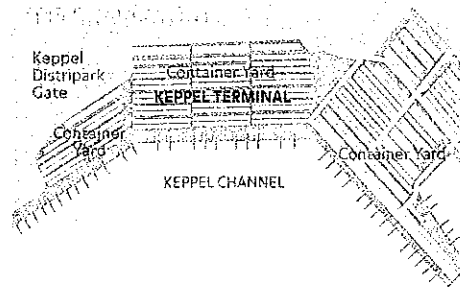 Keppel
Distripark
Gate
Container Yard
KEPPEL TERMINAL
Container
Yard
Container Yard
KEPPEL CHANNEL